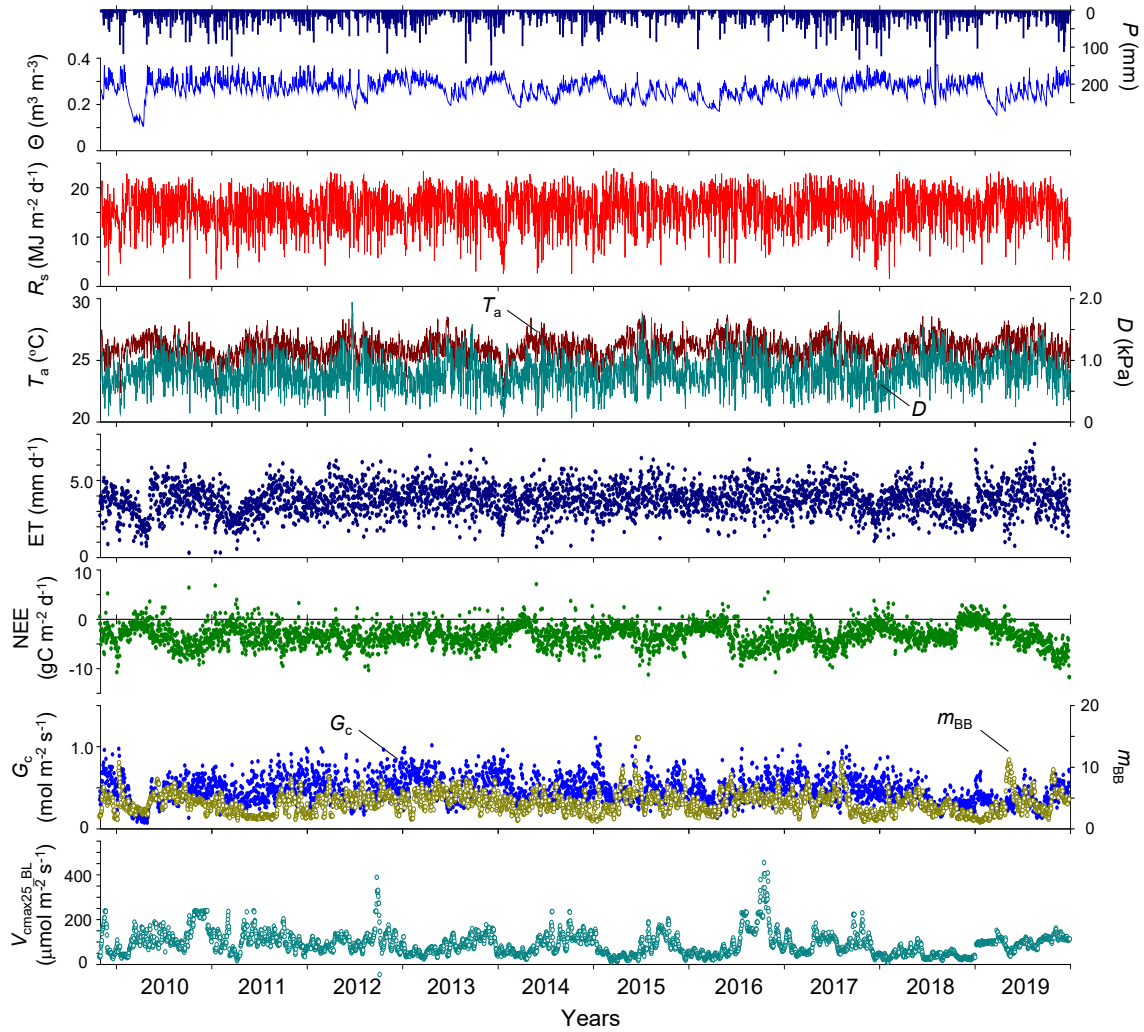 0
100
200
P (mm)
0.4
0.2
0
Θ (m³ m⁻³)
20
10
0
Rs (MJ m⁻² d⁻¹)
30
25
20
Ta (°C)
Ta
D
2.0
1.0
0
D (kPa)
5.0
0
ET (mm d⁻¹)
10
0
-10
NEE
(gC m⁻² d⁻¹)
1.0
0
Gc
(mol m⁻² s⁻¹)
Gc
mBB
20
10
0
mBB
400
200
0
Vcmax25_BL
(μmol m⁻² s⁻¹)
2010 2011 2012 2013 2014 2015 2016 2017 2018 2019
Years